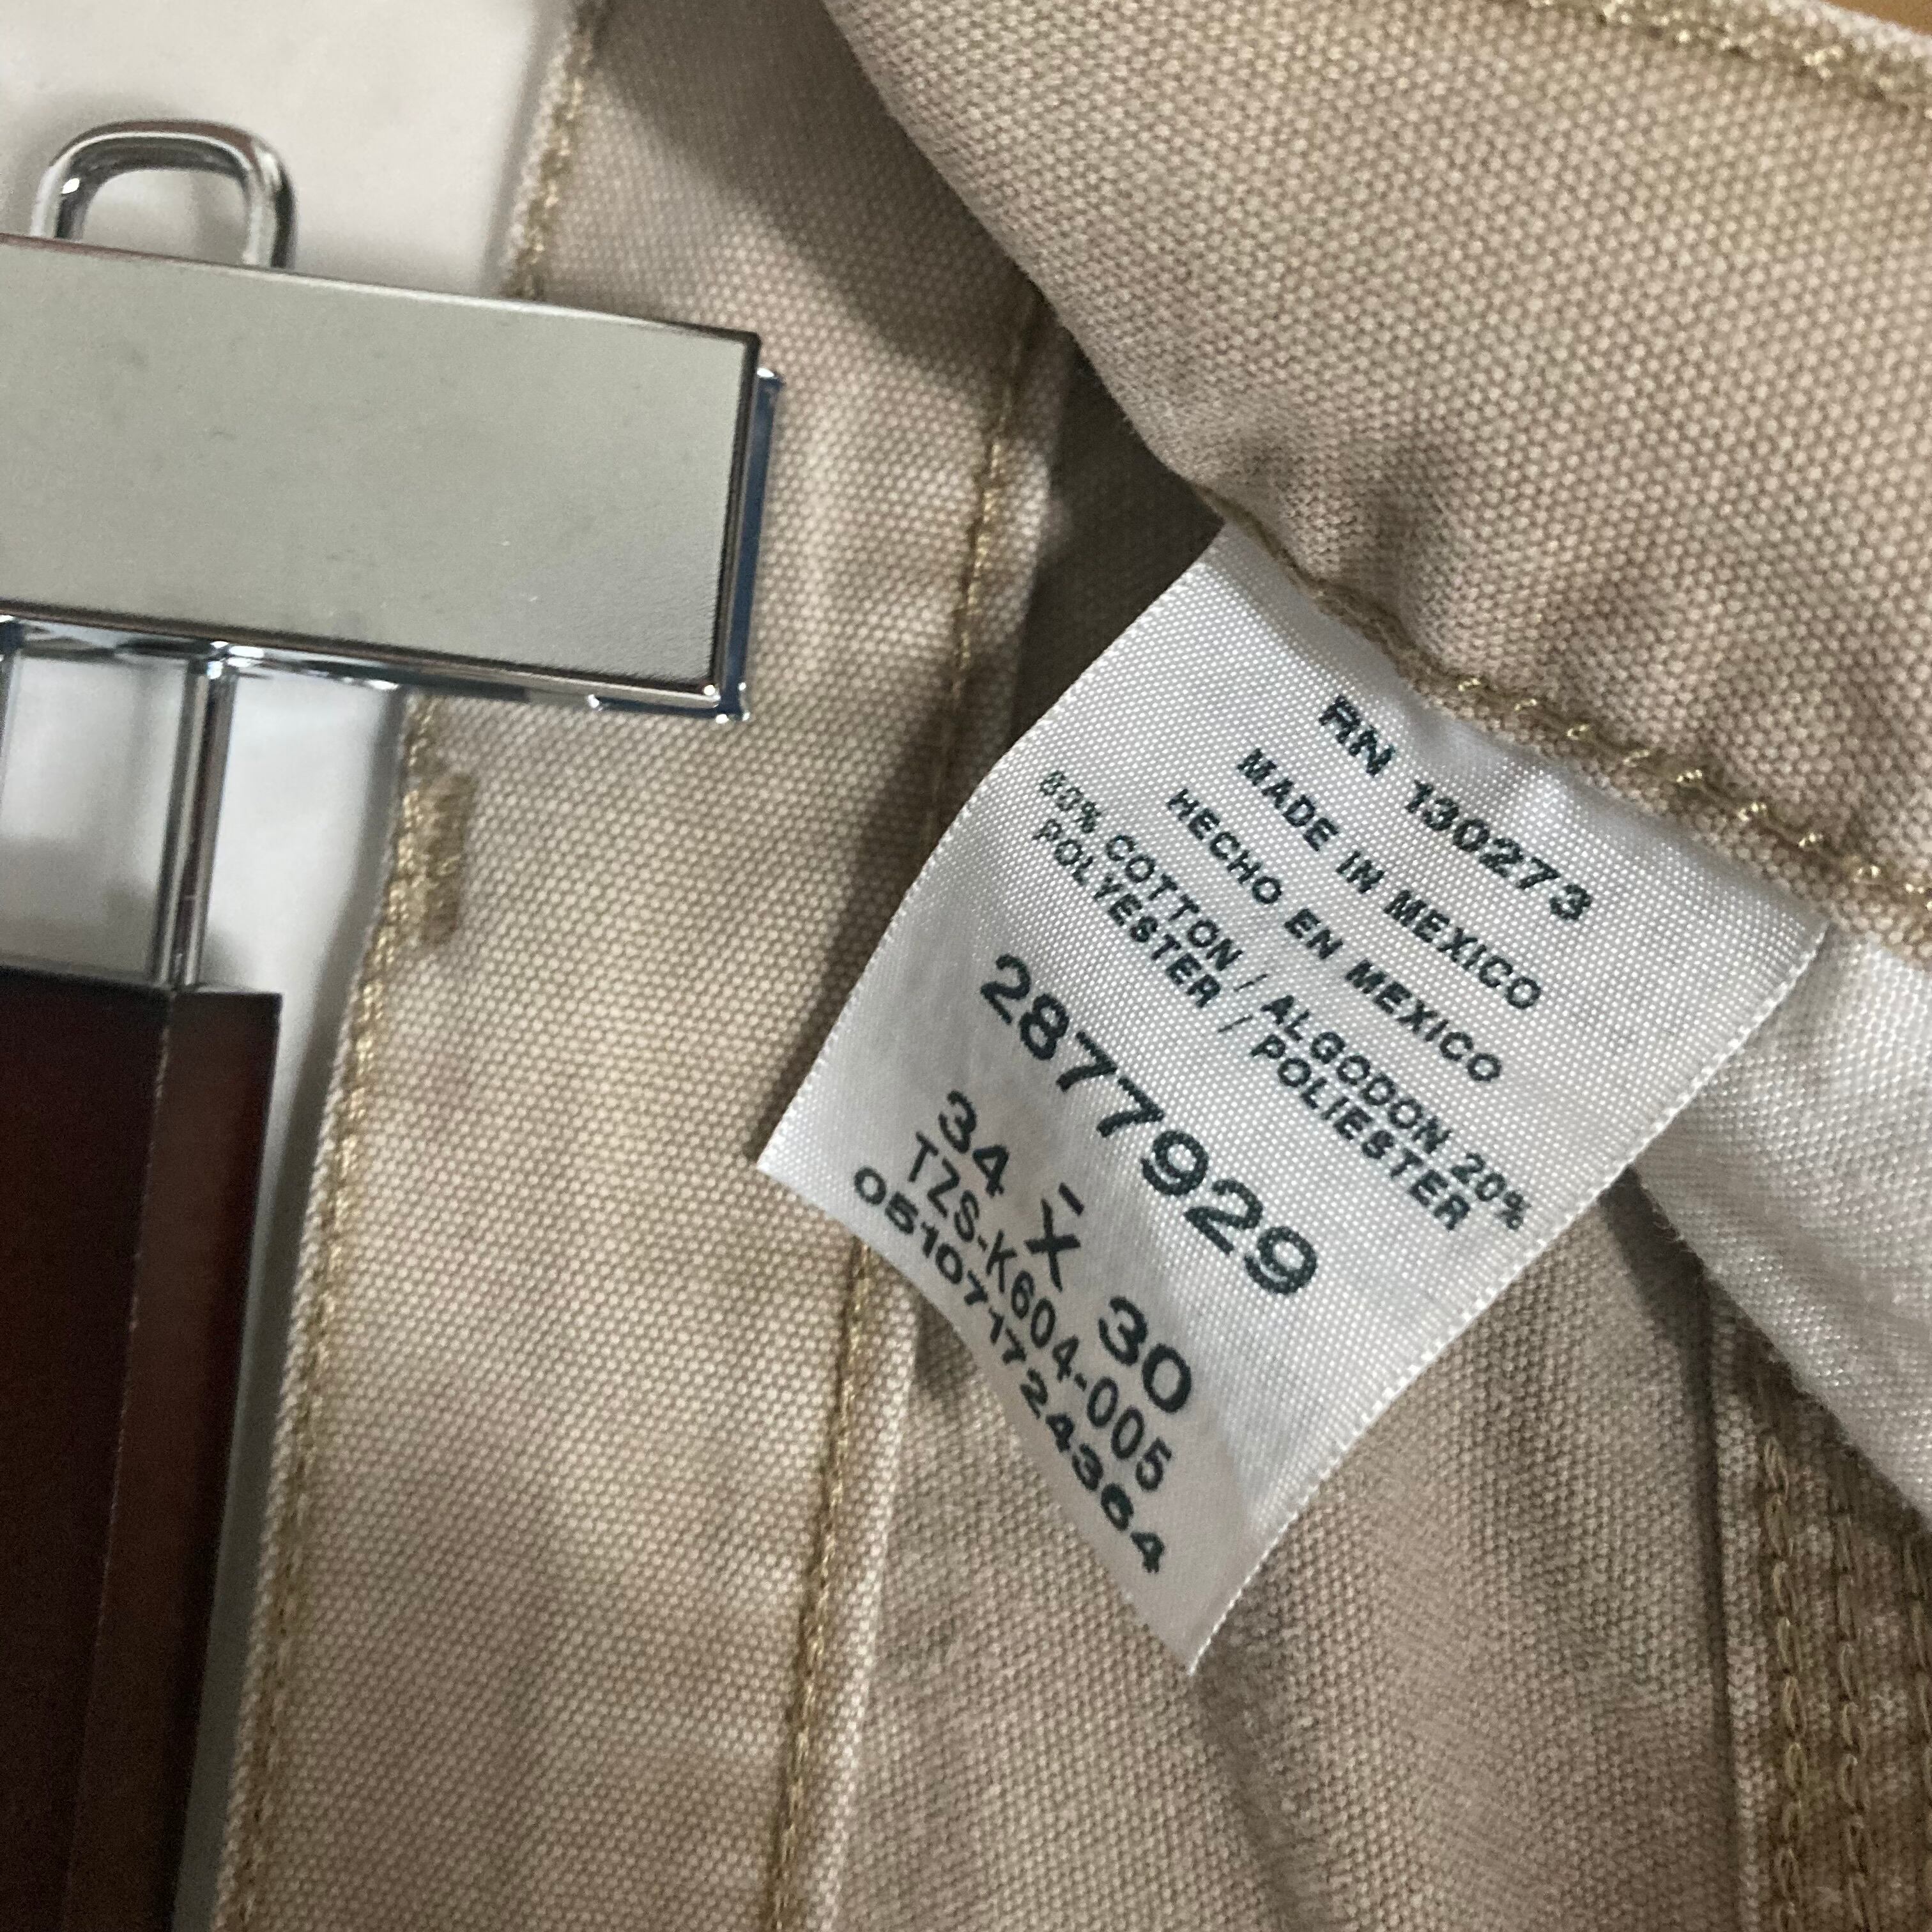 RN 130273
MADE IN MEXICO
HECHO EN MEXICO
80% COTTON / ALGODON 20%
POLYESTER / POLIESTER
2877929
34 X 30
TZS-K604-005
051071724364